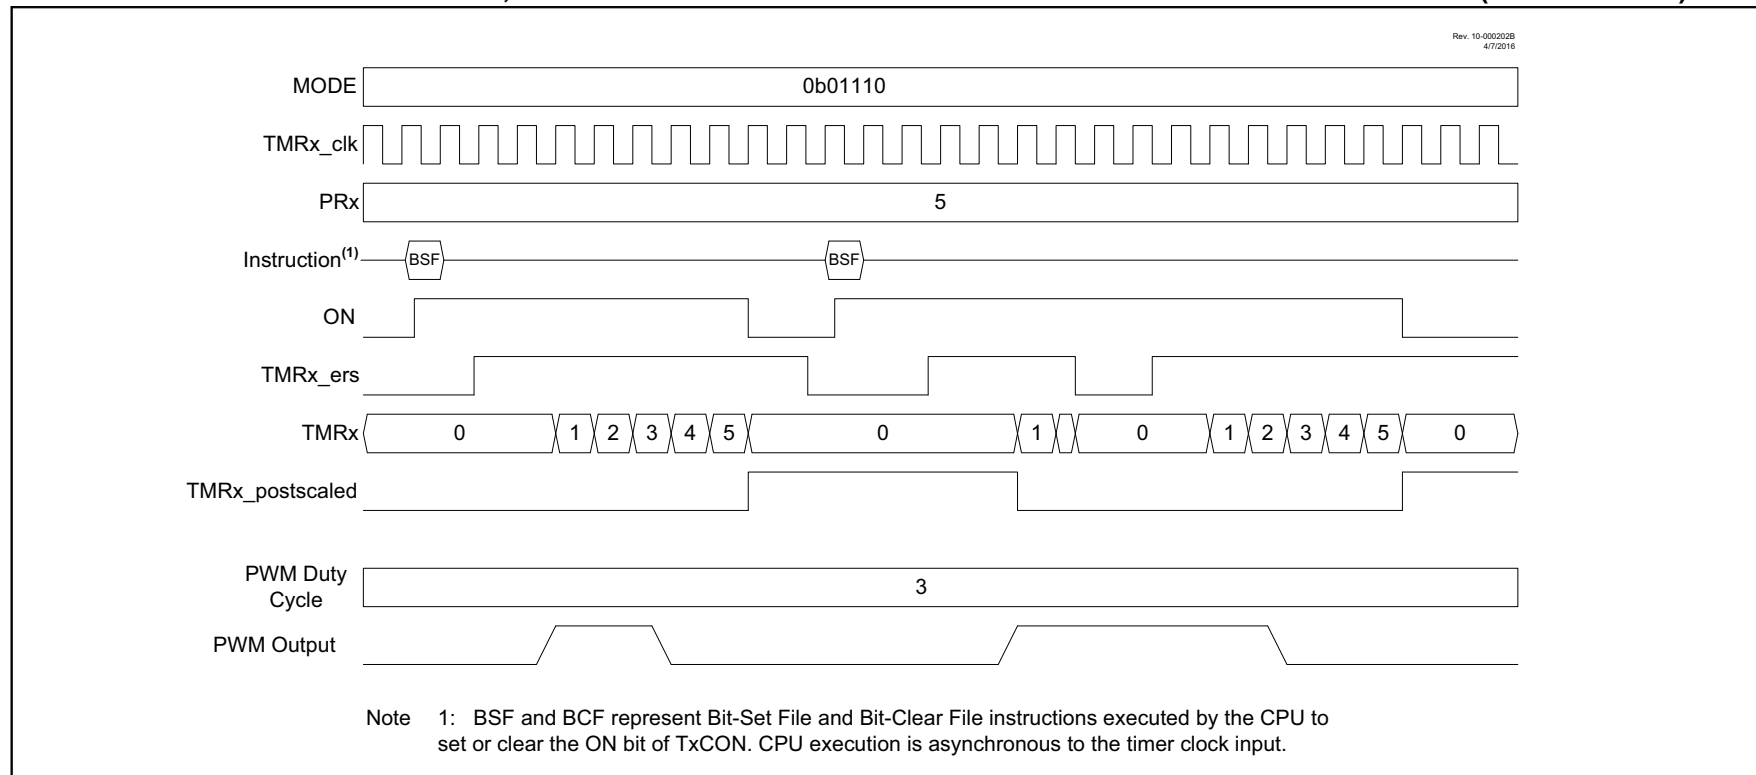 Rev. 10-000202B
4/7/2016
MODE 0b01110
TMRx_clk
PRx 5
Instruction(1) BSF BSF
ON
TMRx_ers
TMRx 0 1 2 3 4 5 0 1 0 1 2 3 4 5 0
TMRx_postscaled
PWM Duty
Cycle 3
PWM Output
Note 1: BSF and BCF represent Bit-Set File and Bit-Clear File instructions executed by the CPU to
set or clear the ON bit of TxCON. CPU execution is asynchronous to the timer clock input.